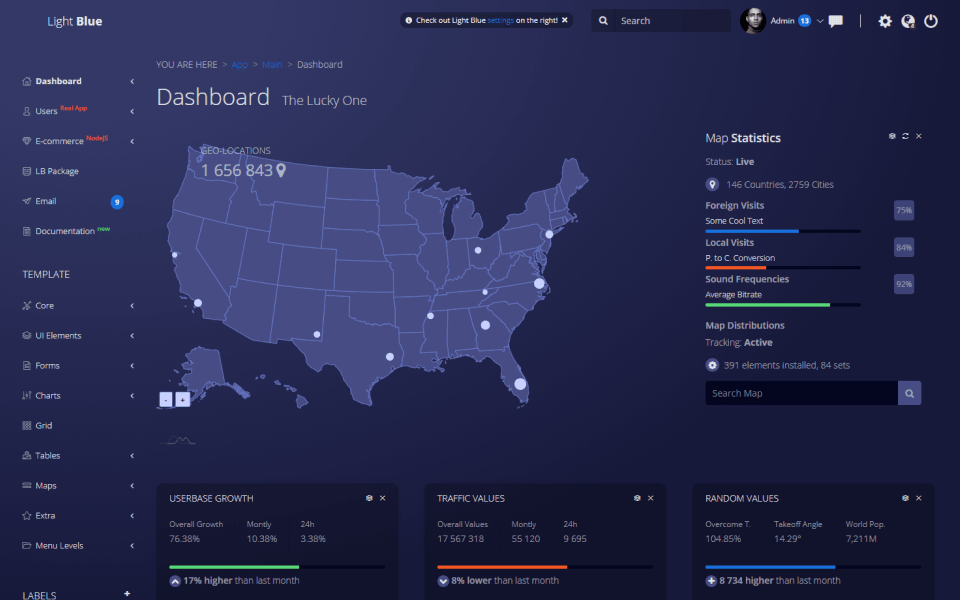 Light Blue
Check out Light Blue settings on the right!
Search
Admin 13
Dashboard
Users Real App
E-commerce NodeJS
LB Package
Email 9
Documentation new
TEMPLATE
Core
UI Elements
Forms
Charts
Grid
Tables
Maps
Extra
Menu Levels
LABELS +
YOU ARE HERE > App > Main > Dashboard
Dashboard The Lucky One
GEO-LOCATIONS
1 656 843
- +
Map Statistics
Status: Live
146 Countries, 2759 Cities
Foreign Visits
Some Cool Text
75%
Local Visits
P. to C. Conversion
84%
Sound Frequencies
Average Bitrate
92%
Map Distributions
Tracking: Active
391 elements installed, 84 sets
Search Map
USERBASE GROWTH
Overall Growth Montly 24h
76.38% 10.38% 3.38%
17% higher than last month
TRAFFIC VALUES
Overall Values Montly 24h
17 567 318 55 120 9 695
8% lower than last month
RANDOM VALUES
Overcome T. Takeoff Angle World Pop.
104.85% 14.29° 7,211M
8 734 higher than last month